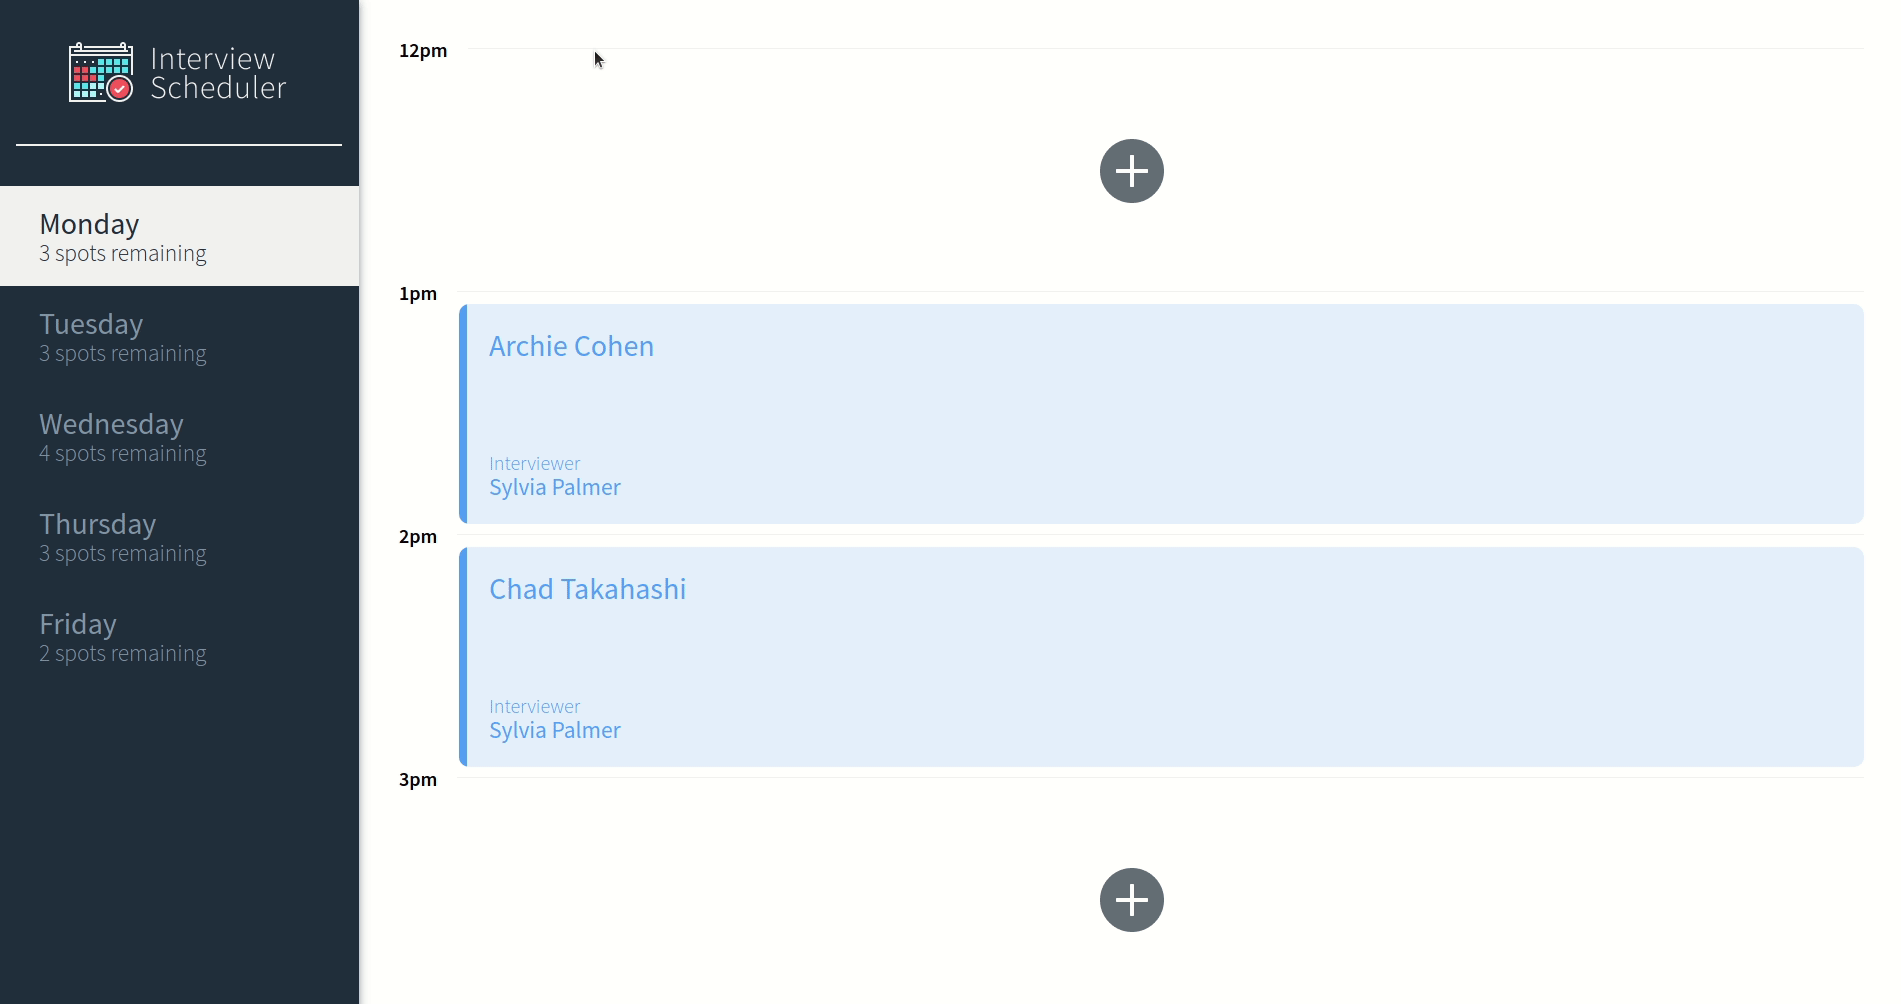 Interview
Scheduler
Monday
3 spots remaining
Tuesday
3 spots remaining
Wednesday
4 spots remaining
Thursday
3 spots remaining
Friday
2 spots remaining
12pm
1pm
Archie Cohen
Interviewer
Sylvia Palmer
2pm
Chad Takahashi
Interviewer
Sylvia Palmer
3pm